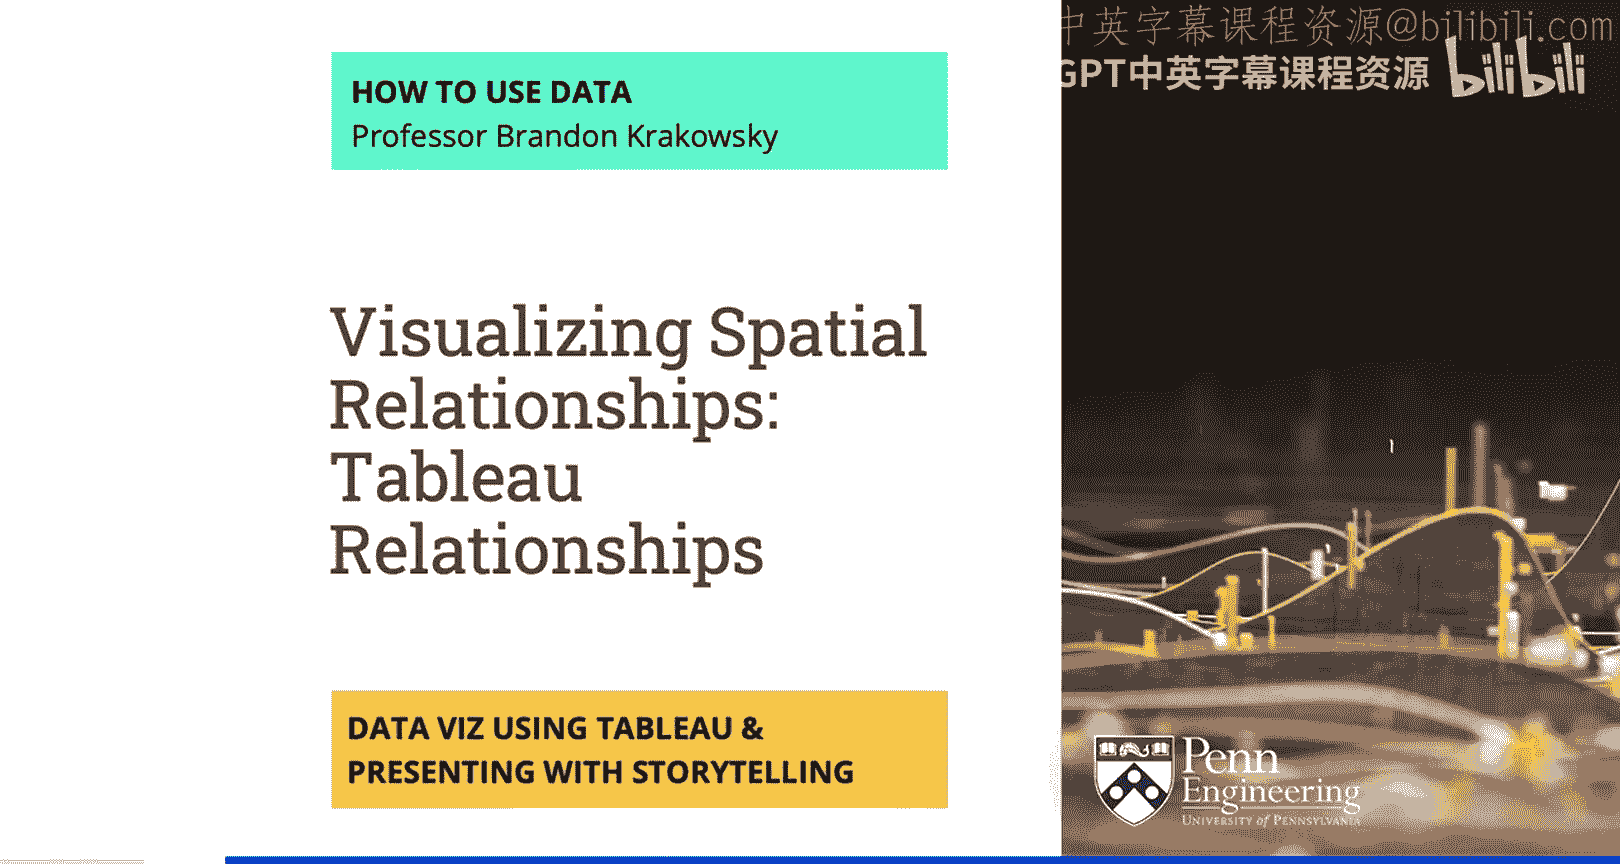 HOW TO USE DATA
Professor Brandon Krakowsky
Visualizing Spatial
Relationships:
Tableau
Relationships
DATA VIZ USING TABLEAU &
PRESENTING WITH STORYTELLING
中英字幕课程资源@bilibili.com
GPT中英字幕课程资源 bilibili
Penn
Engineering
UNIVERSITY of PENNSYLVANIA